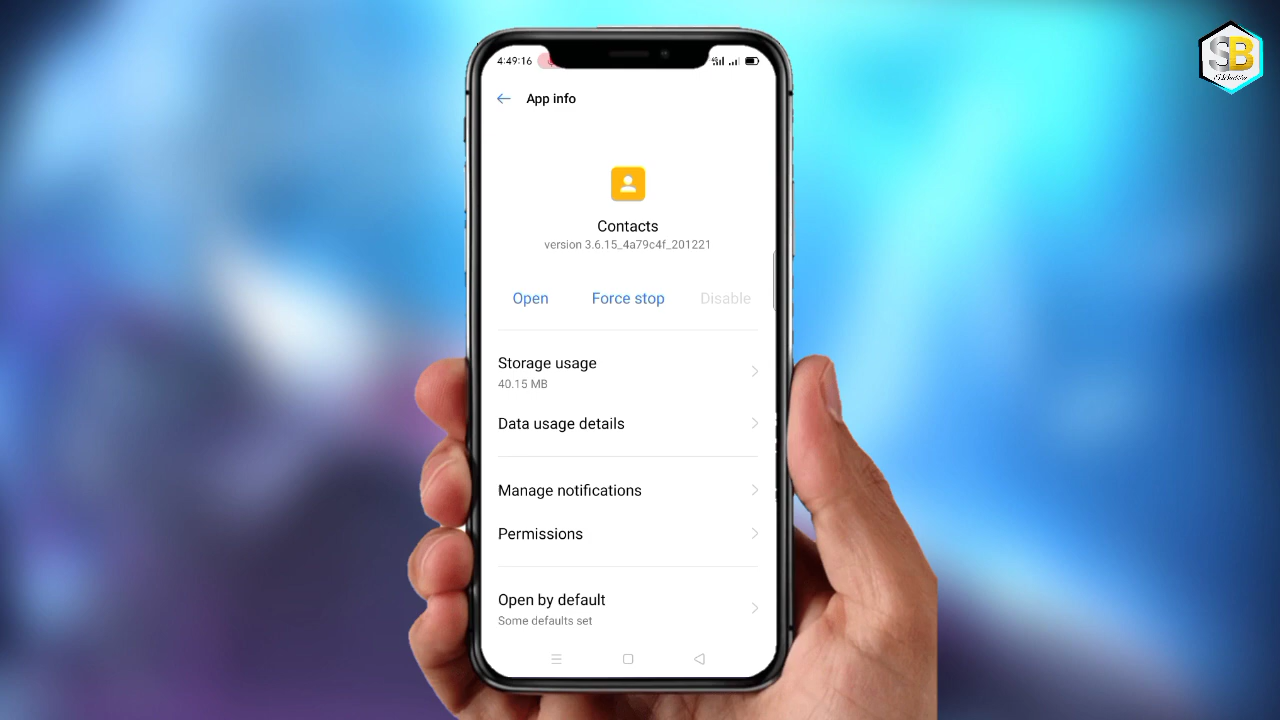 SB
4:49:16
App info
Contacts
version 3.6.15_4a79c4f_201221
Open
Force stop
Disable
Storage usage
40.15 MB
Data usage details
Manage notifications
Permissions
Open by default
Some defaults set